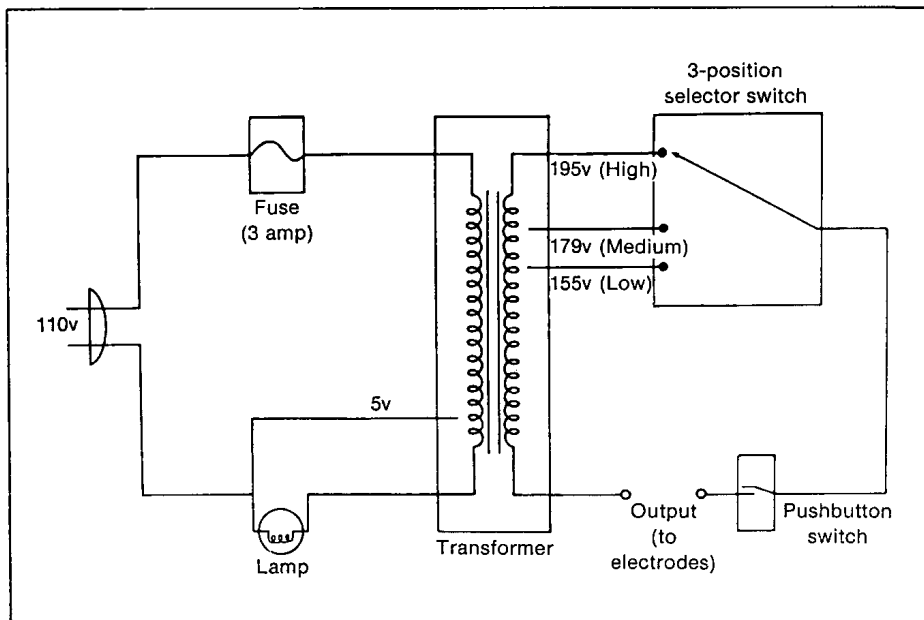 3-position
selector switch
195v (High)
Fuse
(3 amp)
179v (Medium)
155v (Low)
110v
5v
Output
(to
electrodes)
Pushbutton
switch
Transformer
Lamp